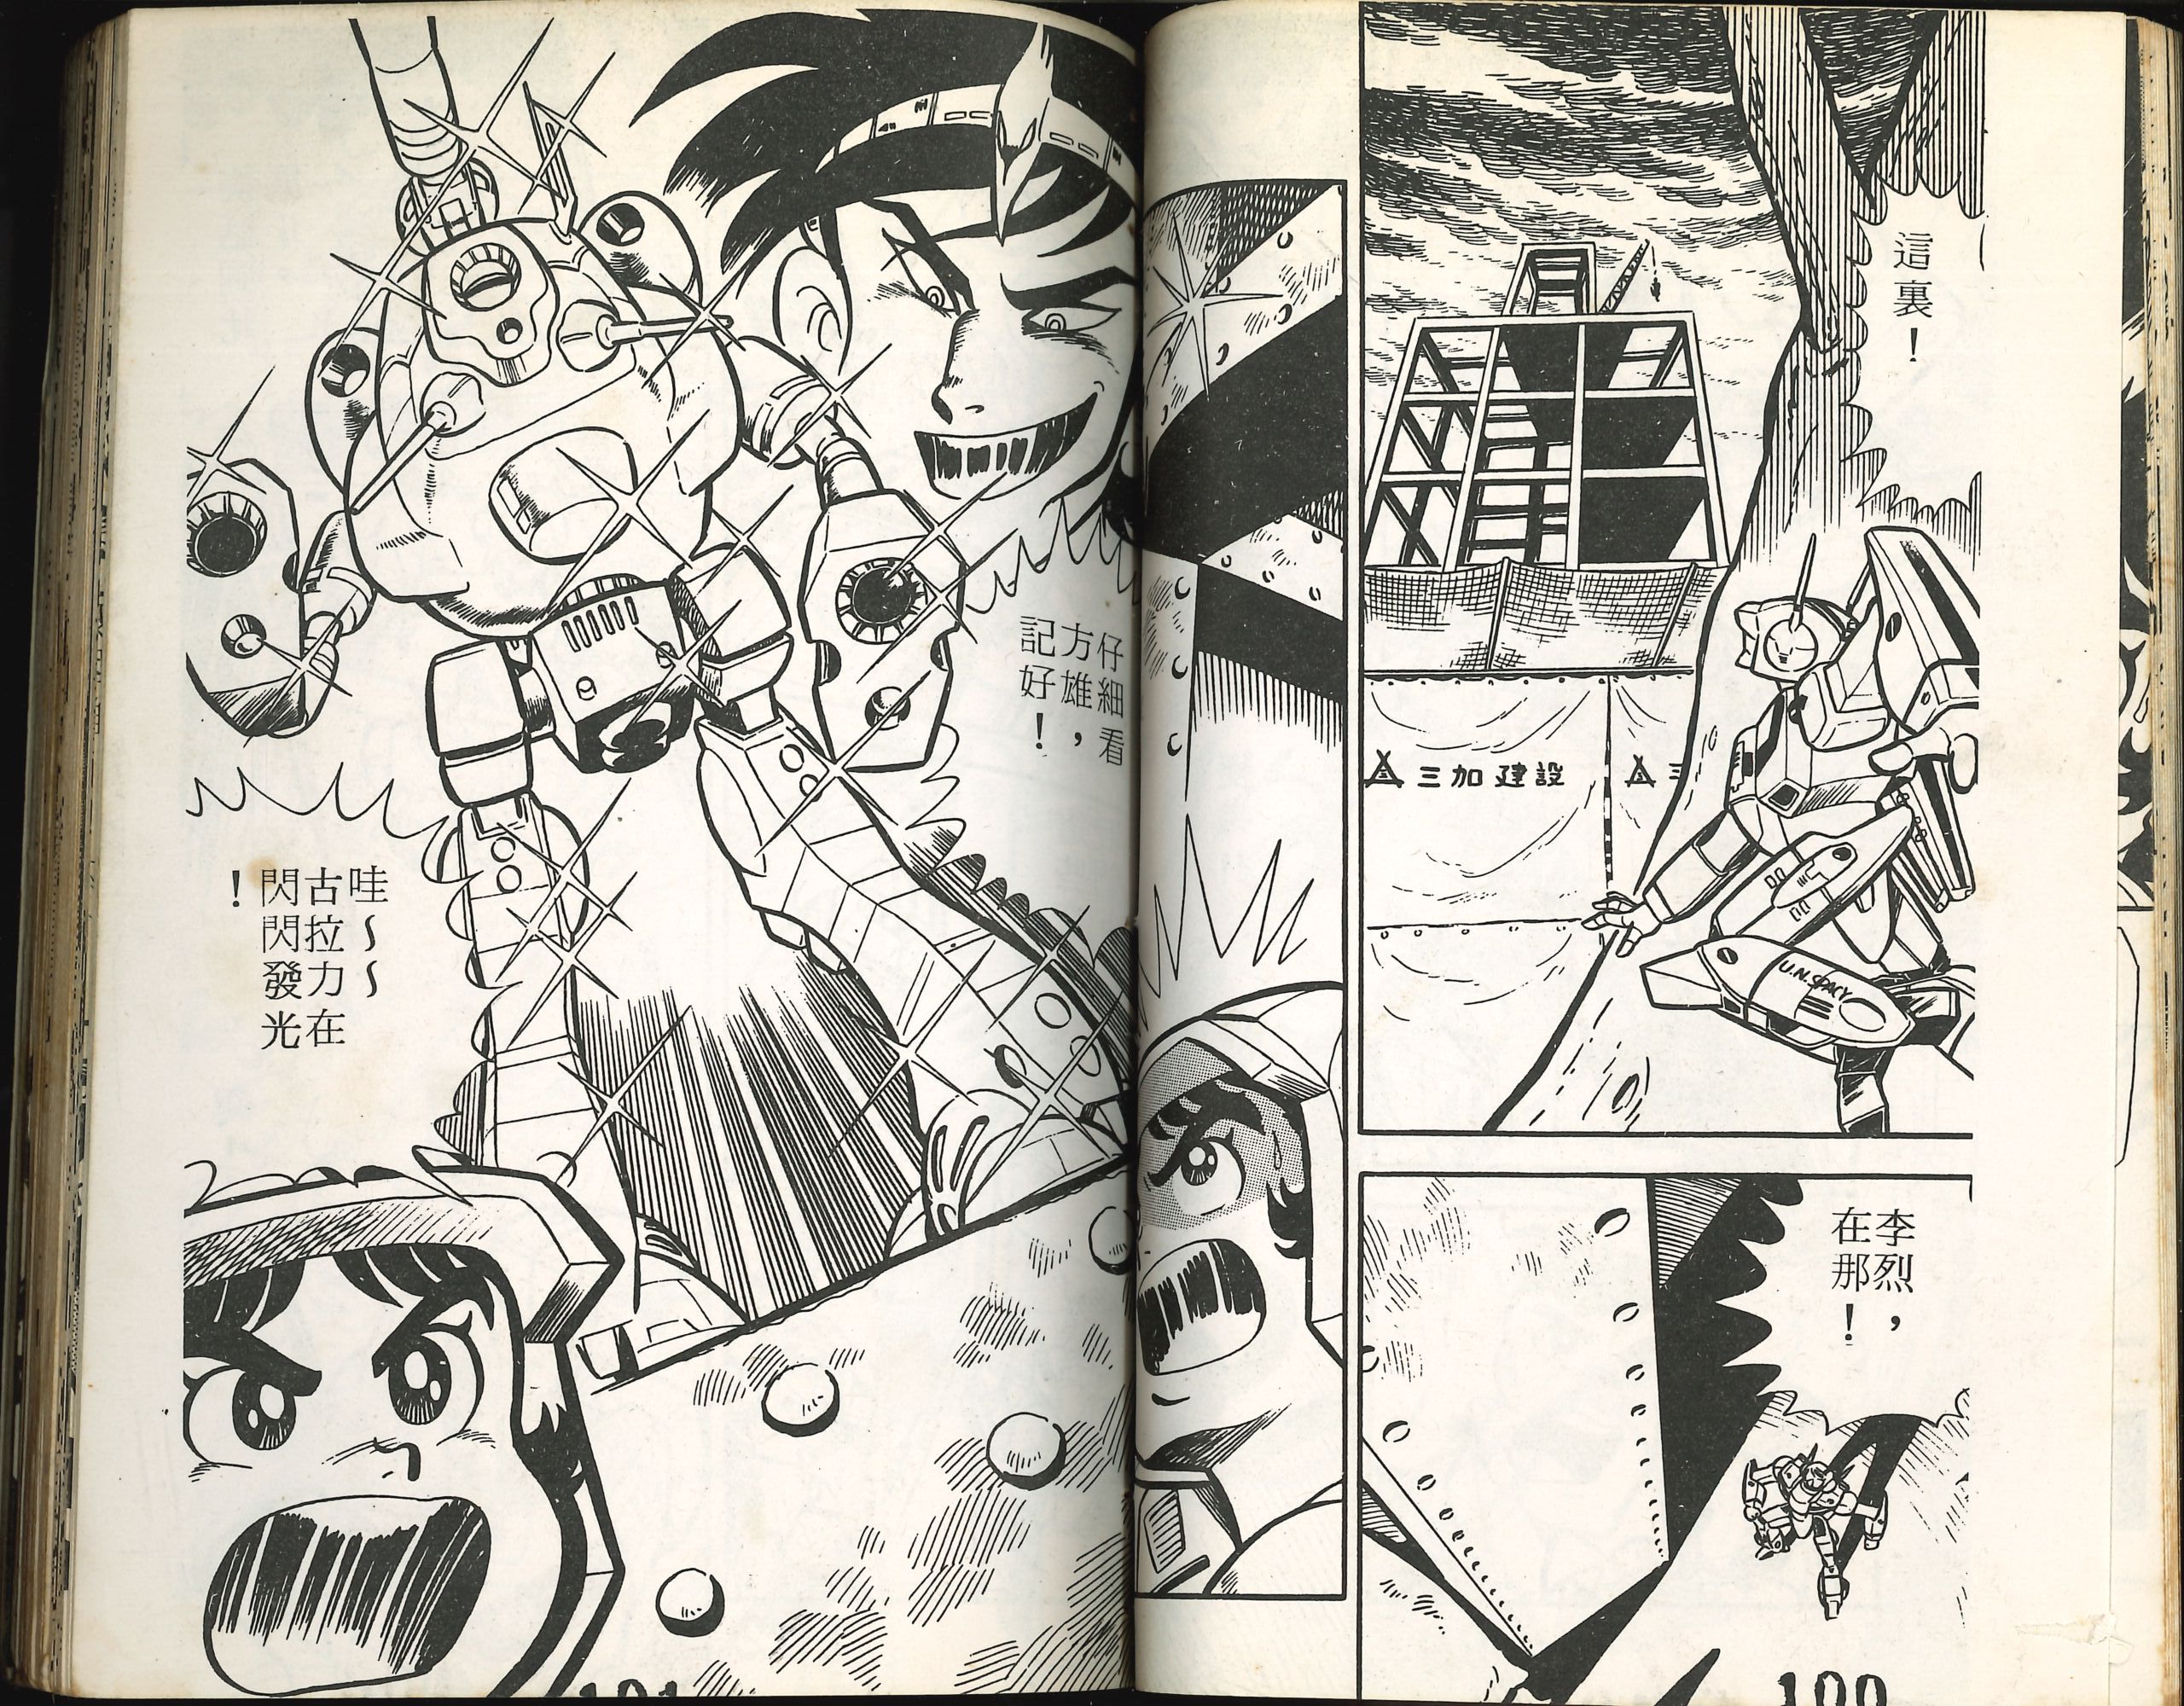 這裏！
三加建設
U.N.SPACY
李烈，
在那！
100
仔細看
方雄，
記好！
哇～～
古拉力在
閃閃發光
！
101